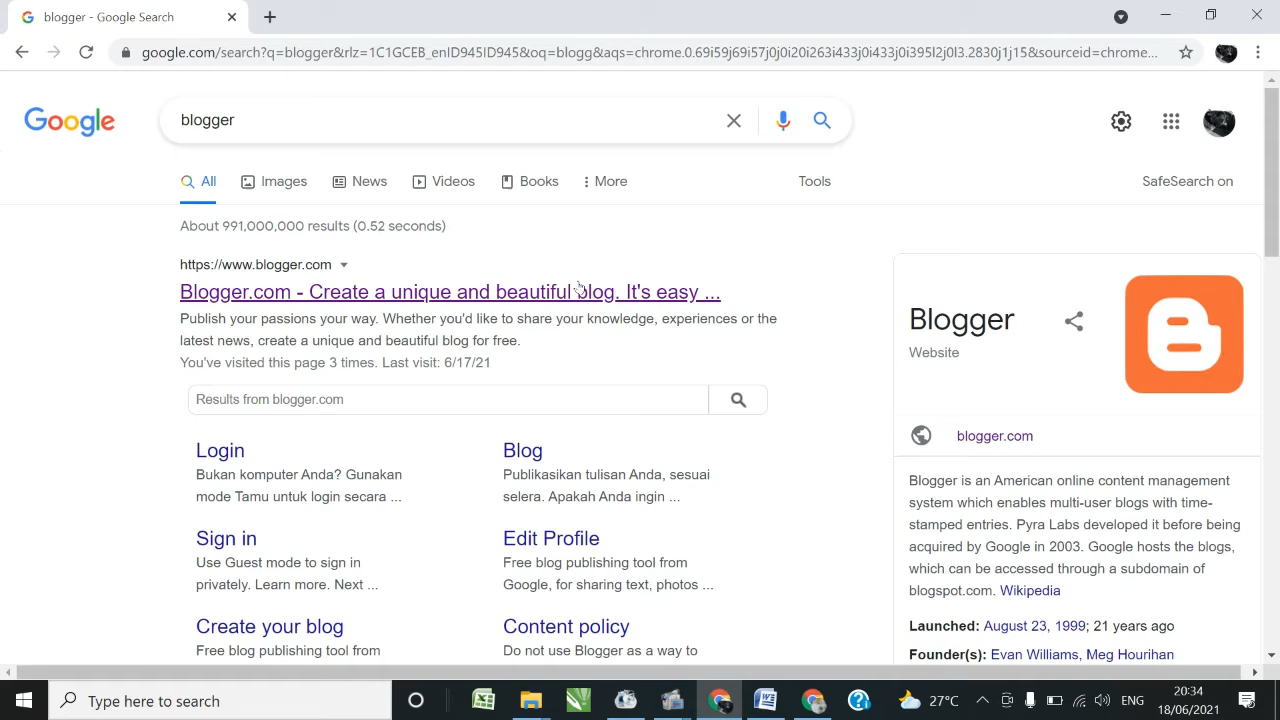 blogger - Google Search
google.com/search?q=blogger&rlz=1C1GCEB_enID945ID945&oq=blogg&aqs=chrome.0.69i59j69i57j0j0i20i263i433j0i433j0i395l2j0l3.2830j1j15&sourceid=chrome...
Google
blogger
All
Images
News
Videos
Books
More
Tools
SafeSearch on
About 991,000,000 results (0.52 seconds)
https://www.blogger.com
Blogger.com - Create a unique and beautiful blog. It's easy ...
Publish your passions your way. Whether you'd like to share your knowledge, experiences or the
latest news, create a unique and beautiful blog for free.
You've visited this page 3 times. Last visit: 6/17/21
Results from blogger.com
Login
Bukan komputer Anda? Gunakan
mode Tamu untuk login secara ...
Blog
Publikasikan tulisan Anda, sesuai
selera. Apakah Anda ingin ...
Sign in
Use Guest mode to sign in
privately. Learn more. Next ...
Edit Profile
Free blog publishing tool from
Google, for sharing text, photos ...
Create your blog
Free blog publishing tool from
Content policy
Do not use Blogger as a way to
Blogger
Website
blogger.com
Blogger is an American online content management
system which enables multi-user blogs with time-
stamped entries. Pyra Labs developed it before being
acquired by Google in 2003. Google hosts the blogs,
which can be accessed through a subdomain of
blogspot.com. Wikipedia
Launched: August 23, 1999; 21 years ago
Founder(s): Evan Williams, Meg Hourihan
Type here to search
27°C
ENG
20:34
18/06/2021